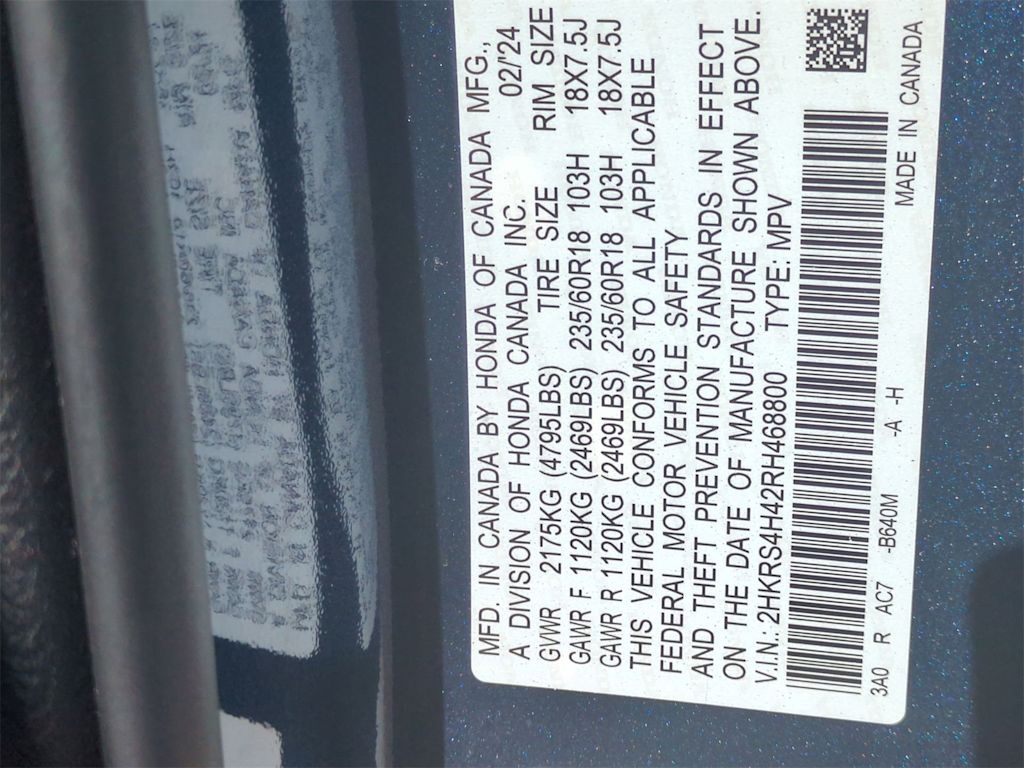 MFD. IN CANADA BY HONDA OF CANADA MFG.,
A DIVISION OF HONDA CANADA INC. 02/'24
GVWR 2175KG (4795LBS) TIRE SIZE RIM SIZE
GAWR F 1120KG (2469LBS) 235/60R18 103H 18X7.5J
GAWR R 1120KG (2469LBS) 235/60R18 103H 18X7.5J
THIS VEHICLE CONFORMS TO ALL APPLICABLE
FEDERAL MOTOR VEHICLE SAFETY
AND THEFT PREVENTION STANDARDS IN EFFECT
ON THE DATE OF MANUFACTURE SHOWN ABOVE.
V.I.N.: 2HKRS4H42RH468800 TYPE: MPV
3A0 R AC7 -B640M -A -H
MADE IN CANADA